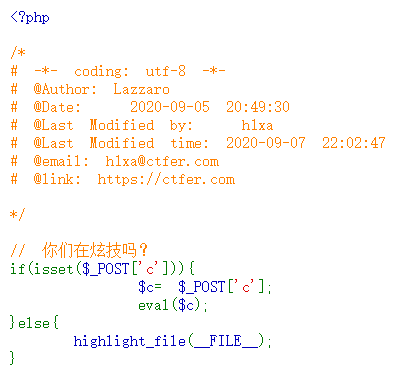 <?php
/*
# -*- coding: utf-8 -*-
# @Author: Lazzaro
# @Date:   2020-09-05 20:49:30
# @Last Modified by:   hlxa
# @Last Modified time: 2020-09-07 22:02:47
# @email: hlxa@ctfer.com
# @link: https://ctfer.com
*/
// 你们在炫技吗？
if(isset($_POST['c'])){
        $c= $_POST['c'];
        eval($c);
}else{
    highlight_file(__FILE__);
}